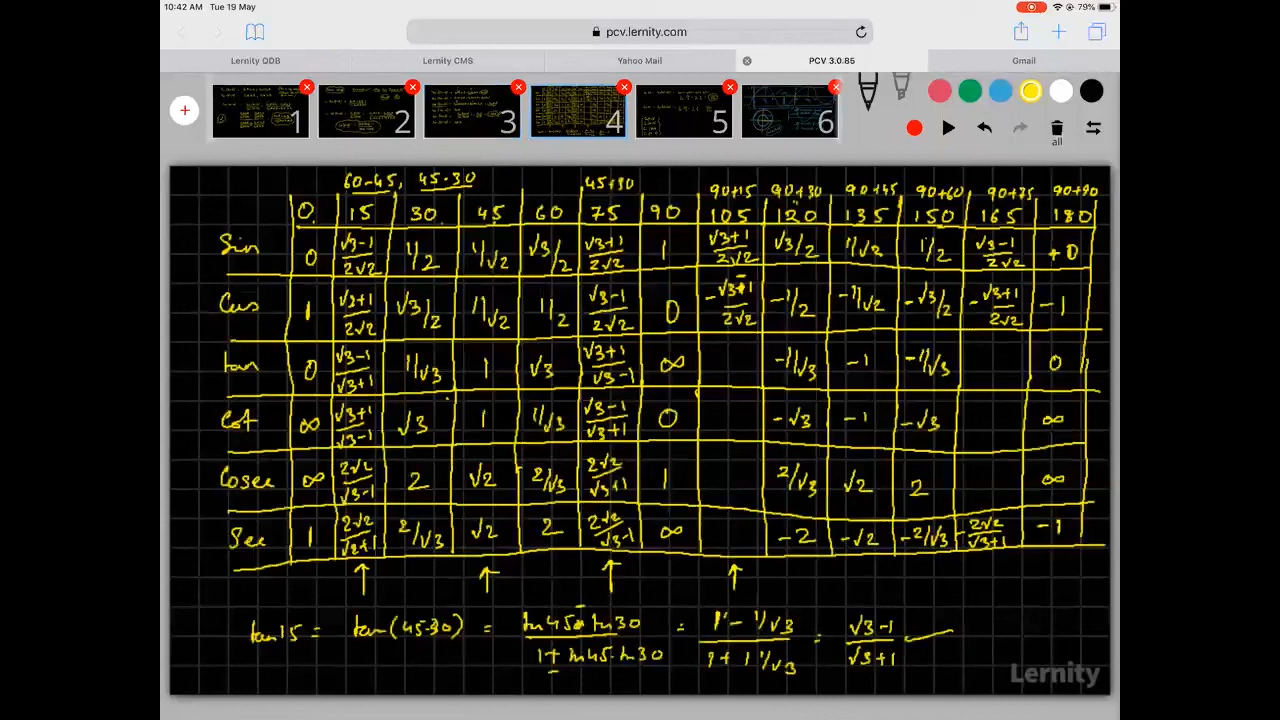 10:42 AM Tue 19 May 79%
pcv.lernity.com
Lernity QDB Lernity CMS Yahoo Mail PCV 3.0.85 Gmail
1 2 3 4 5 6
all
60-45, 45-30 45+30 90+15 90+30 90+45 90+60 90+75 90+90
0 15 30 45 60 75 90 105 120 135 150 165 180
Sin 0 √3-1/2√2 1/2 1/√2 √3/2 √3+1/2√2 1 √3+1/2√2 √3/2 1/√2 1/2 √3-1/2√2 +0
Cos 1 √3+1/2√2 √3/2 1/√2 1/2 √3-1/2√2 0 -1/2 -1/√2 -√3/2 -√3+1/2√2 -1
tan 0 √3-1/√3+1 1/√3 1 √3 √3+1/√3-1 ∞ -1/√3 -1 -1/√3 0
Cot ∞ √3+1/√3-1 √3 1 1/√3 √3-1/√3+1 0 -√3 -1 -√3 ∞
Cosec ∞ 2√2/√3-1 2 √2 2/√3 2√2/√3+1 1 2/√3 √2 2 ∞
Sec 1 2√2/√3+1 2/√3 √2 2 2√2/√3-1 ∞ -2 -√2 -2/√3 -2√2/√3+1 -1
tan15 = tan(45-30) = tn45 - tn30 / 1+ tn45.tn30 = 1 - 1/√3 / 1 + 1 1/√3 = √3-1/√3+1
Lernity